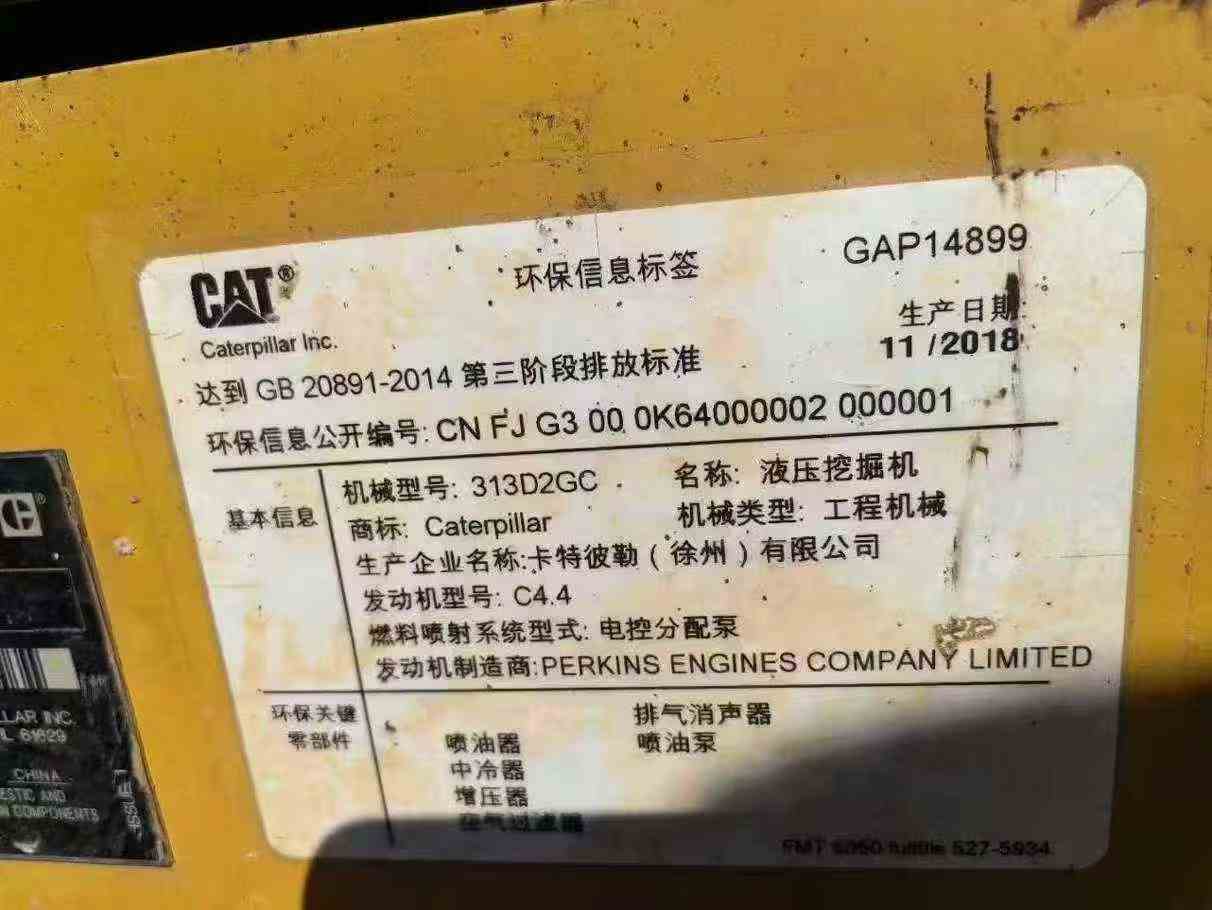 CAT®
Caterpillar Inc.
环保信息标签
GAP14899
生产日期:
11 /2018
达到 GB 20891-2014 第三阶段排放标准
环保信息公开编号: CN FJ G3 00 0K64000002 000001
基本信息
机械型号: 313D2GC 名称: 液压挖掘机
商标: Caterpillar 机械类型: 工程机械
生产企业名称:卡特彼勒（徐州）有限公司
发动机型号: C4.4
燃料喷射系统型式: 电控分配泵
发动机制造商:PERKINS ENGINES COMPANY LIMITED
环保关键
零部件
排气消声器
喷油器 喷油泵
中冷器
增压器
空气过滤器
527-5934
INC.
61629
CHINA
AND
COMPONENTS